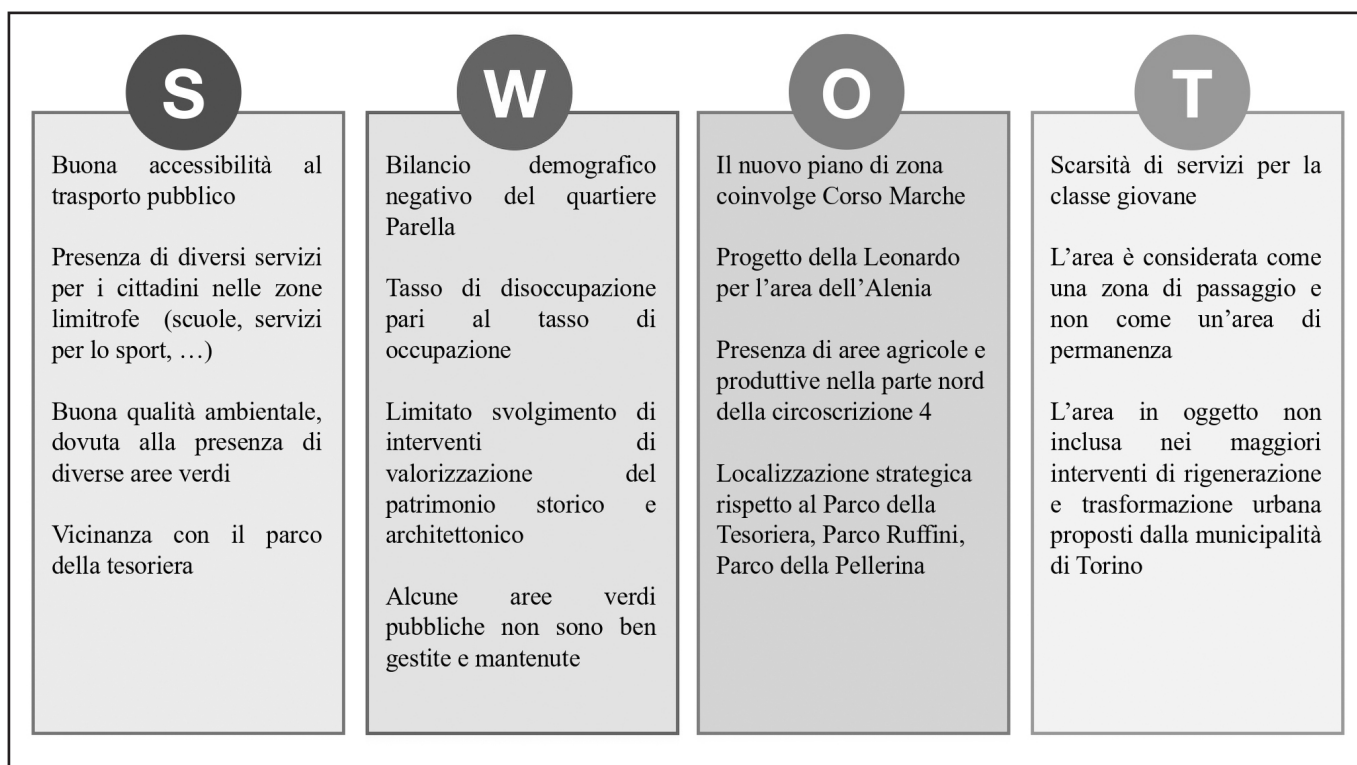 S
Buona accessibilità al
trasporto pubblico
Presenza di diversi servizi
per i cittadini nelle zone
limitrofe (scuole, servizi
per lo sport, …)
Buona qualità ambientale,
dovuta alla presenza di
diverse aree verdi
Vicinanza con il parco
della tesoriera
W
Bilancio demografico
negativo del quartiere
Parella
Tasso di disoccupazione
pari al tasso di
occupazione
Limitato svolgimento di
interventi di
valorizzazione del
patrimonio storico e
architettonico
Alcune aree verdi
pubbliche non sono ben
gestite e mantenute
O
Il nuovo piano di zona
coinvolge Corso Marche
Progetto della Leonardo
per l’area dell’Alenia
Presenza di aree agricole e
produttive nella parte nord
della circoscrizione 4
Localizzazione strategica
rispetto al Parco della
Tesoriera, Parco Ruffini,
Parco della Pellerina
T
Scarsità di servizi per la
classe giovane
L’area è considerata come
una zona di passaggio e
non come un’area di
permanenza
L’area in oggetto non
inclusa nei maggiori
interventi di rigenerazione
e trasformazione urbana
proposti dalla municipalità
di Torino